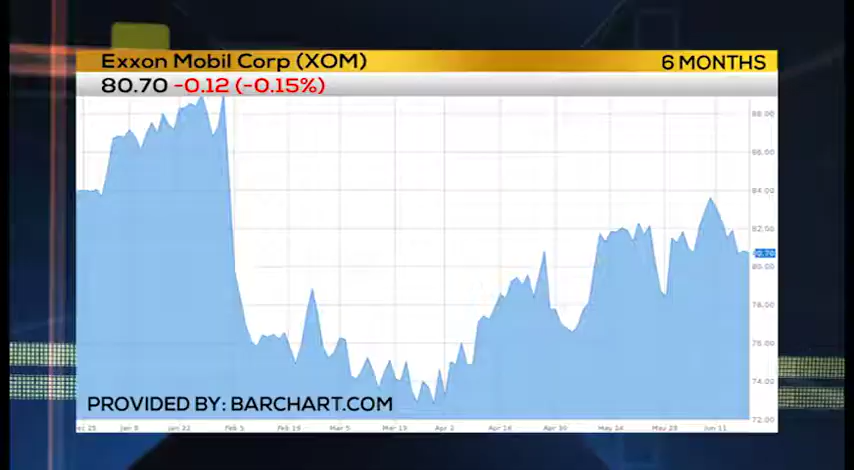 Exxon Mobil Corp (XOM) 6 MONTHS
80.70 -0.12 (-0.15%)
88.00
86.00
84.00
82.00
80.70
80.00
78.00
76.00
74.00
72.00
PROVIDED BY: BARCHART.COM
Jan 8 Jan 22 Feb 5 Feb 19 Mar 5 Mar 19 Apr 2 Apr 16 Apr 30 May 14 May 28 Jun 11